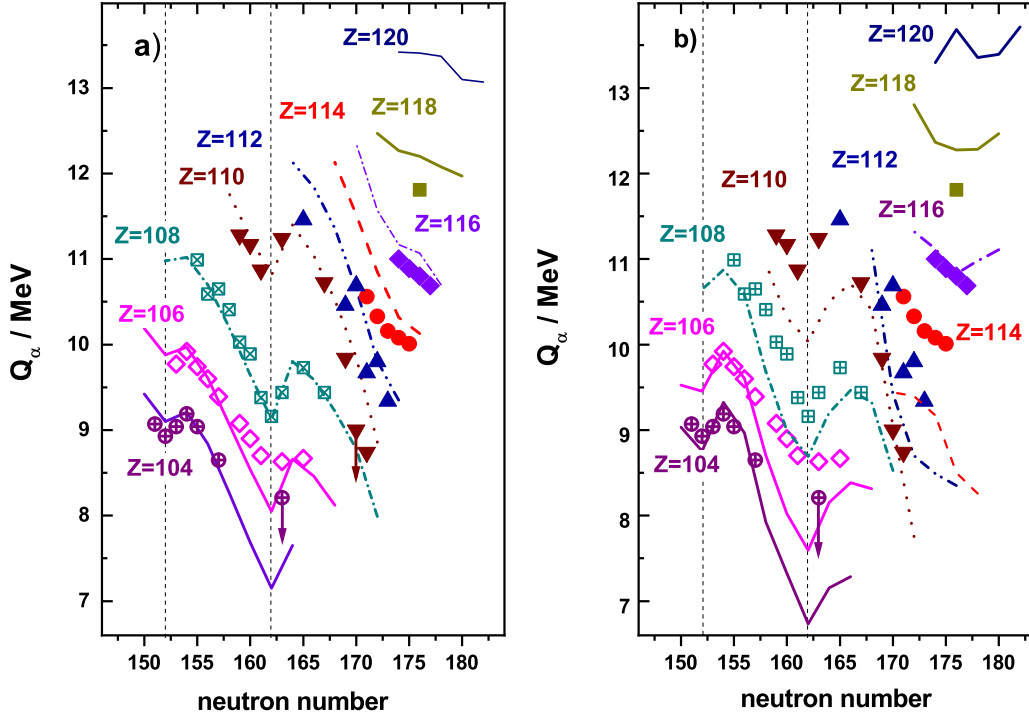 a)
Z=120
Z=118
Z=114
Z=112
Z=110
Z=116
Z=108
Z=106
Z=104
13
12
11
10
9
8
7
Qα / MeV
150 155 160 165 170 175 180
neutron number
b)
Z=120
Z=118
Z=112
Z=110
Z=116
Z=108
Z=106
Z=114
Z=104
13
12
11
10
9
8
7
Qα / MeV
150 155 160 165 170 175 180
neutron number